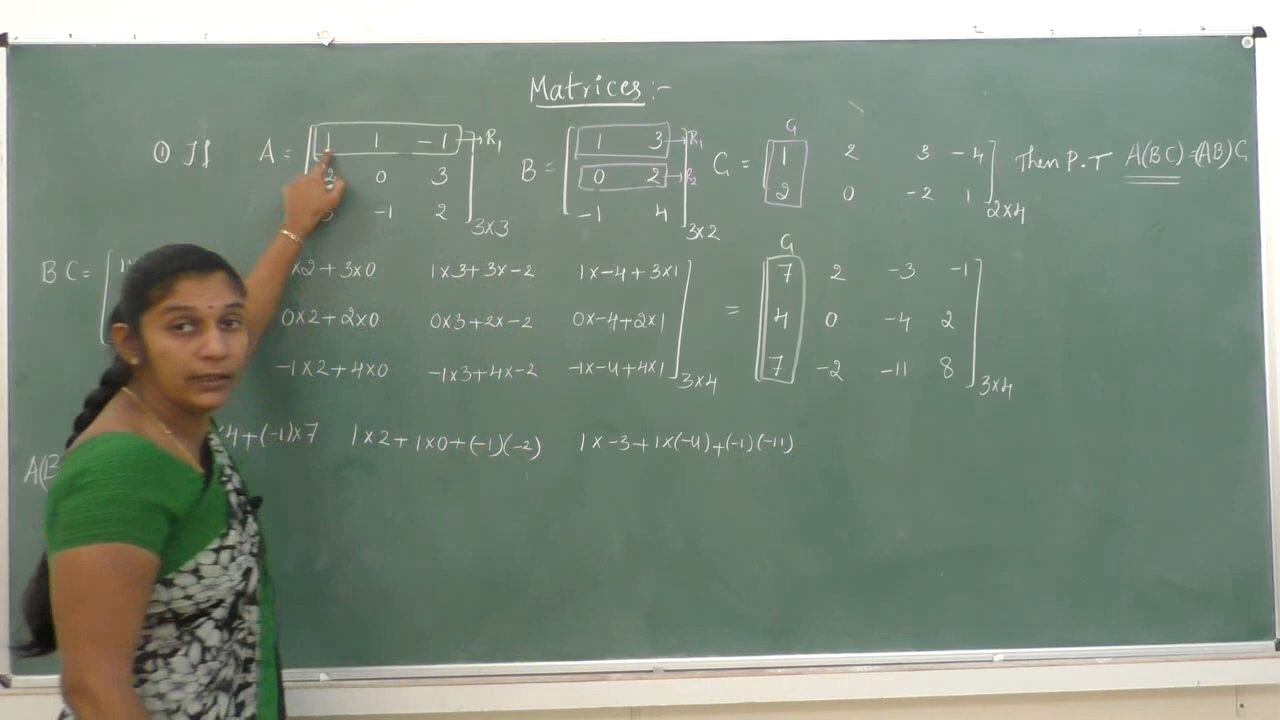 Matrices:-
① If A = [ 1 1 -1 → R1 B = [ 1 3 → R1 C = [ C1 1 2 3 -4 Then P.T A(BC)=(AB)C
2 0 3 0 2 → R2 2 0 -2 1 ]2x4
-1 2 ]3x3 -1 4 ]3x2
BC = [ 1x x2 + 3x0 1x3+3x-2 1x-4+3x1 C1 7 2 -3 -1
0x2+2x0 0x3+2x-2 0x-4+2x1 = 4 0 -4 2
-1x2+4x0 -1x3+4x-2 -1x-4+4x1 ]3x4 7 -2 -11 8 ]3x4
x4+(-1)x7 1x2+1x0+(-1)(-2) 1x-3+1x(-4)+(-1)(-11)
A(B